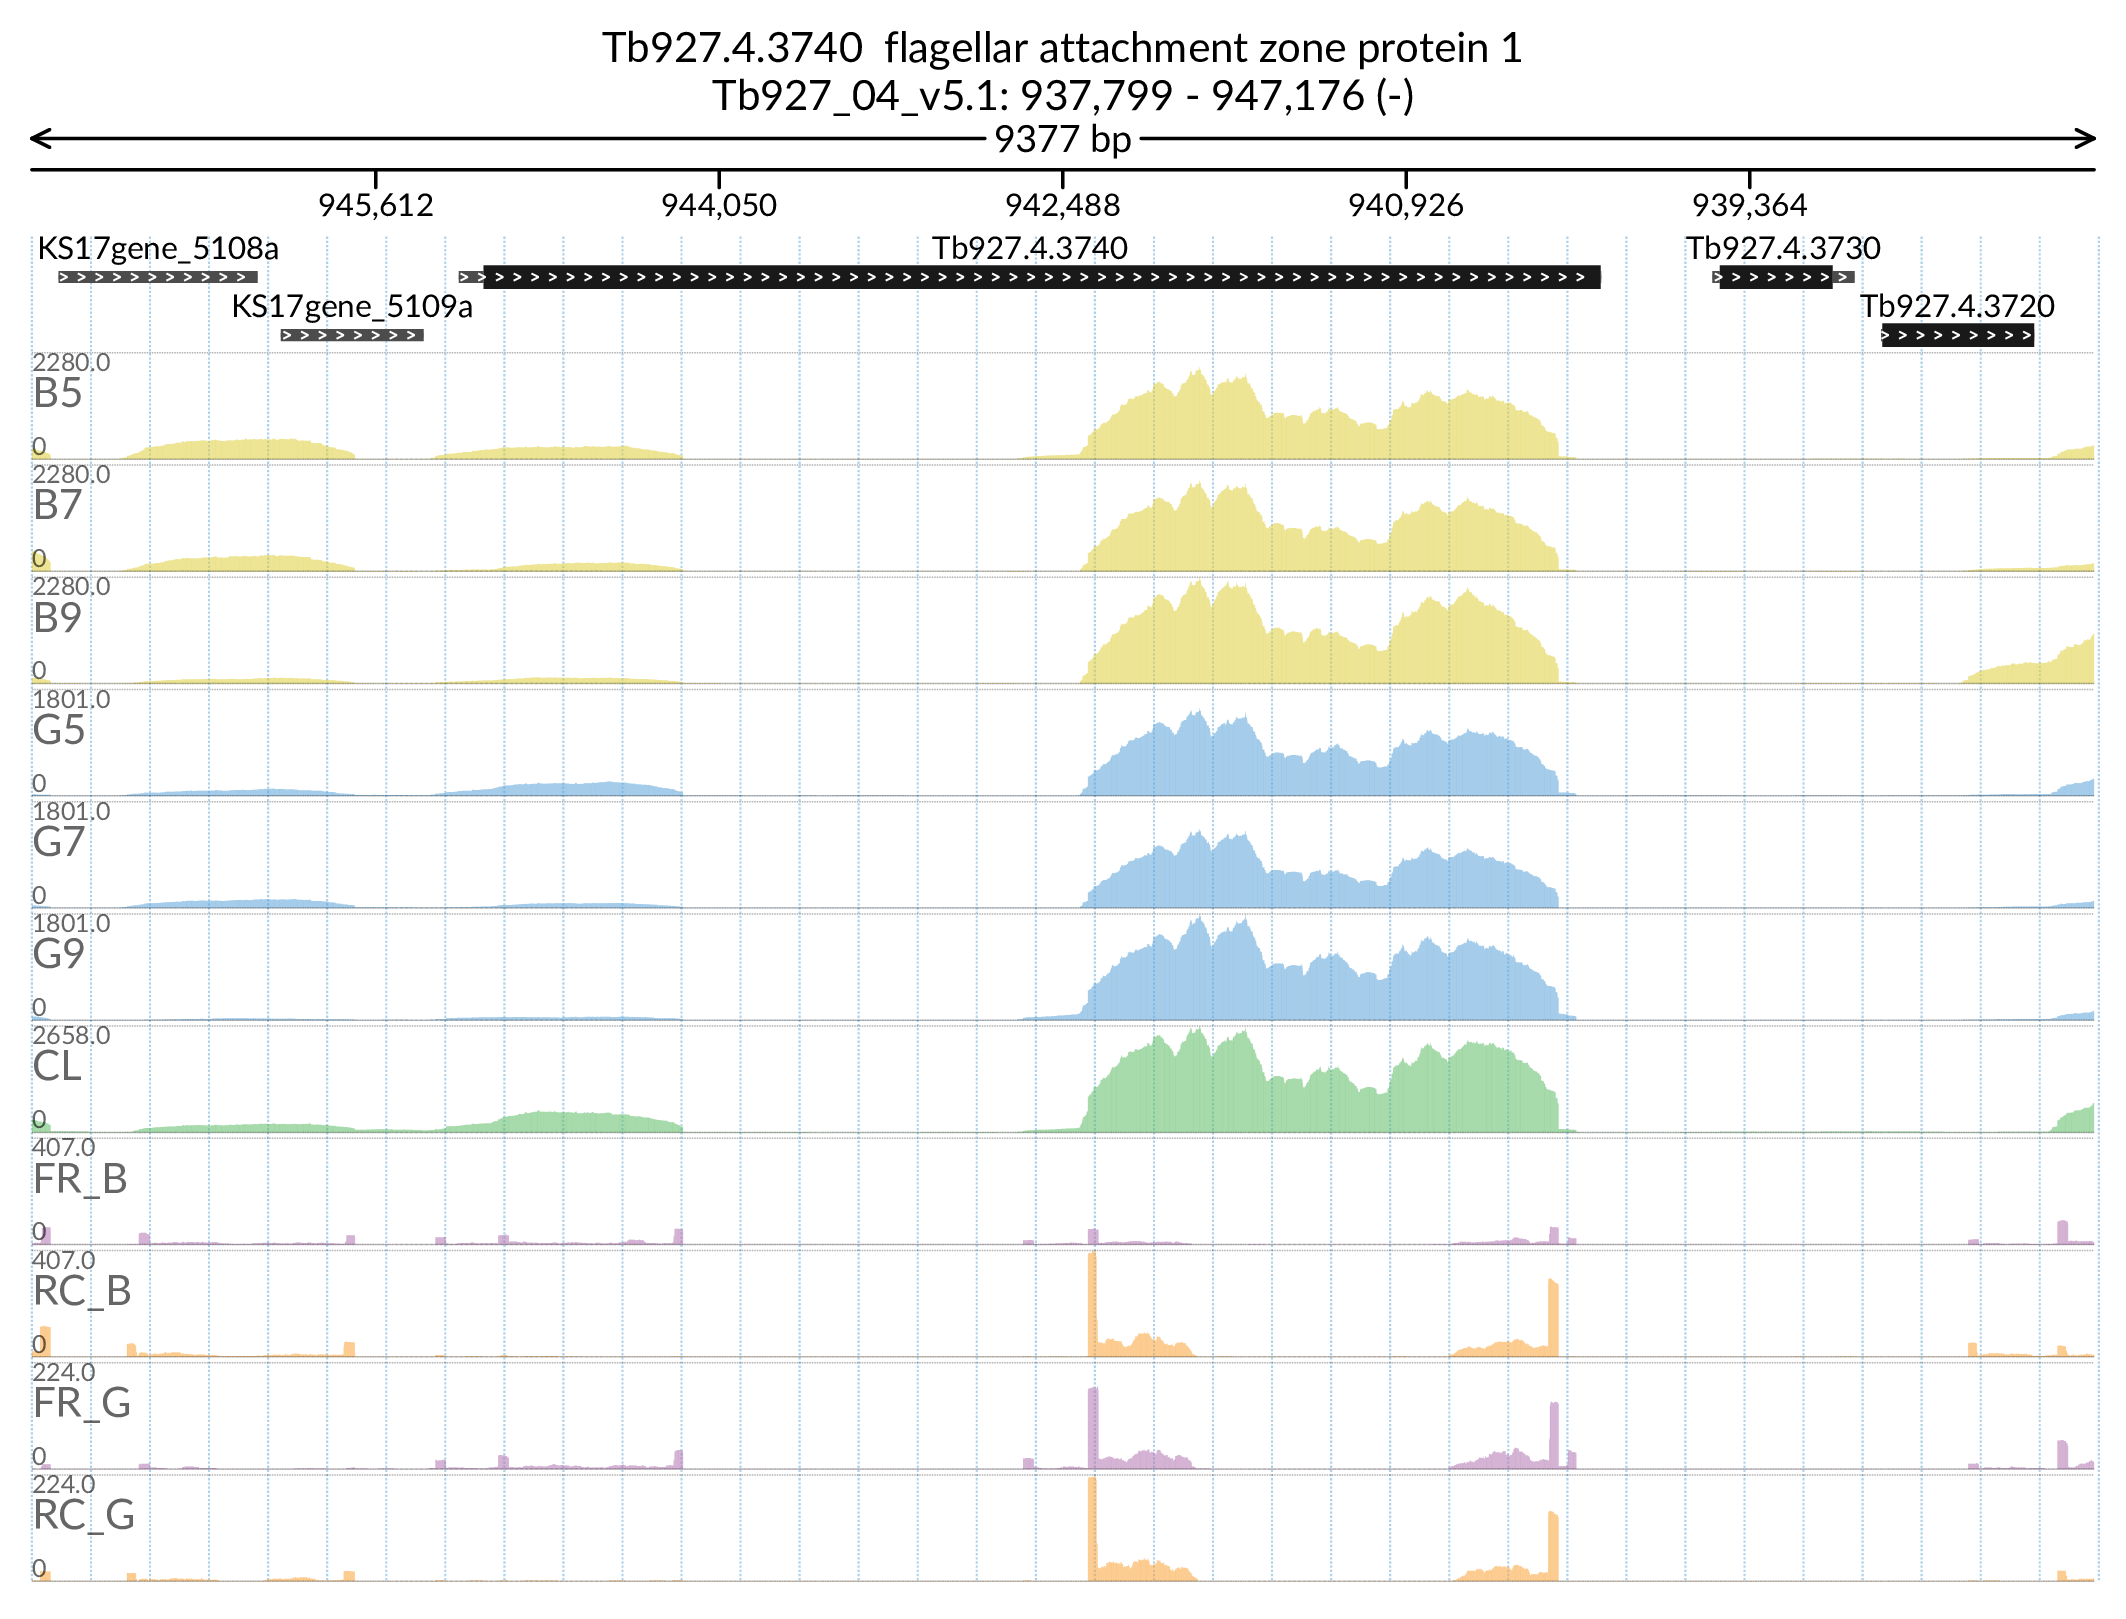 Tb927.4.3740  flagellar attachment zone protein 1
Tb927_04_v5.1: 937,799 - 947,176 (-)
9377 bp
945,612 944,050 942,488 940,926 939,364
KS17gene_5108a Tb927.4.3740 Tb927.4.3730
KS17gene_5109a Tb927.4.3720
2280.0
B5
0
2280.0
B7
0
2280.0
B9
0
1801.0
G5
0
1801.0
G7
0
1801.0
G9
0
2658.0
CL
0
407.0
FR_B
0
407.0
RC_B
0
224.0
FR_G
0
224.0
RC_G
0